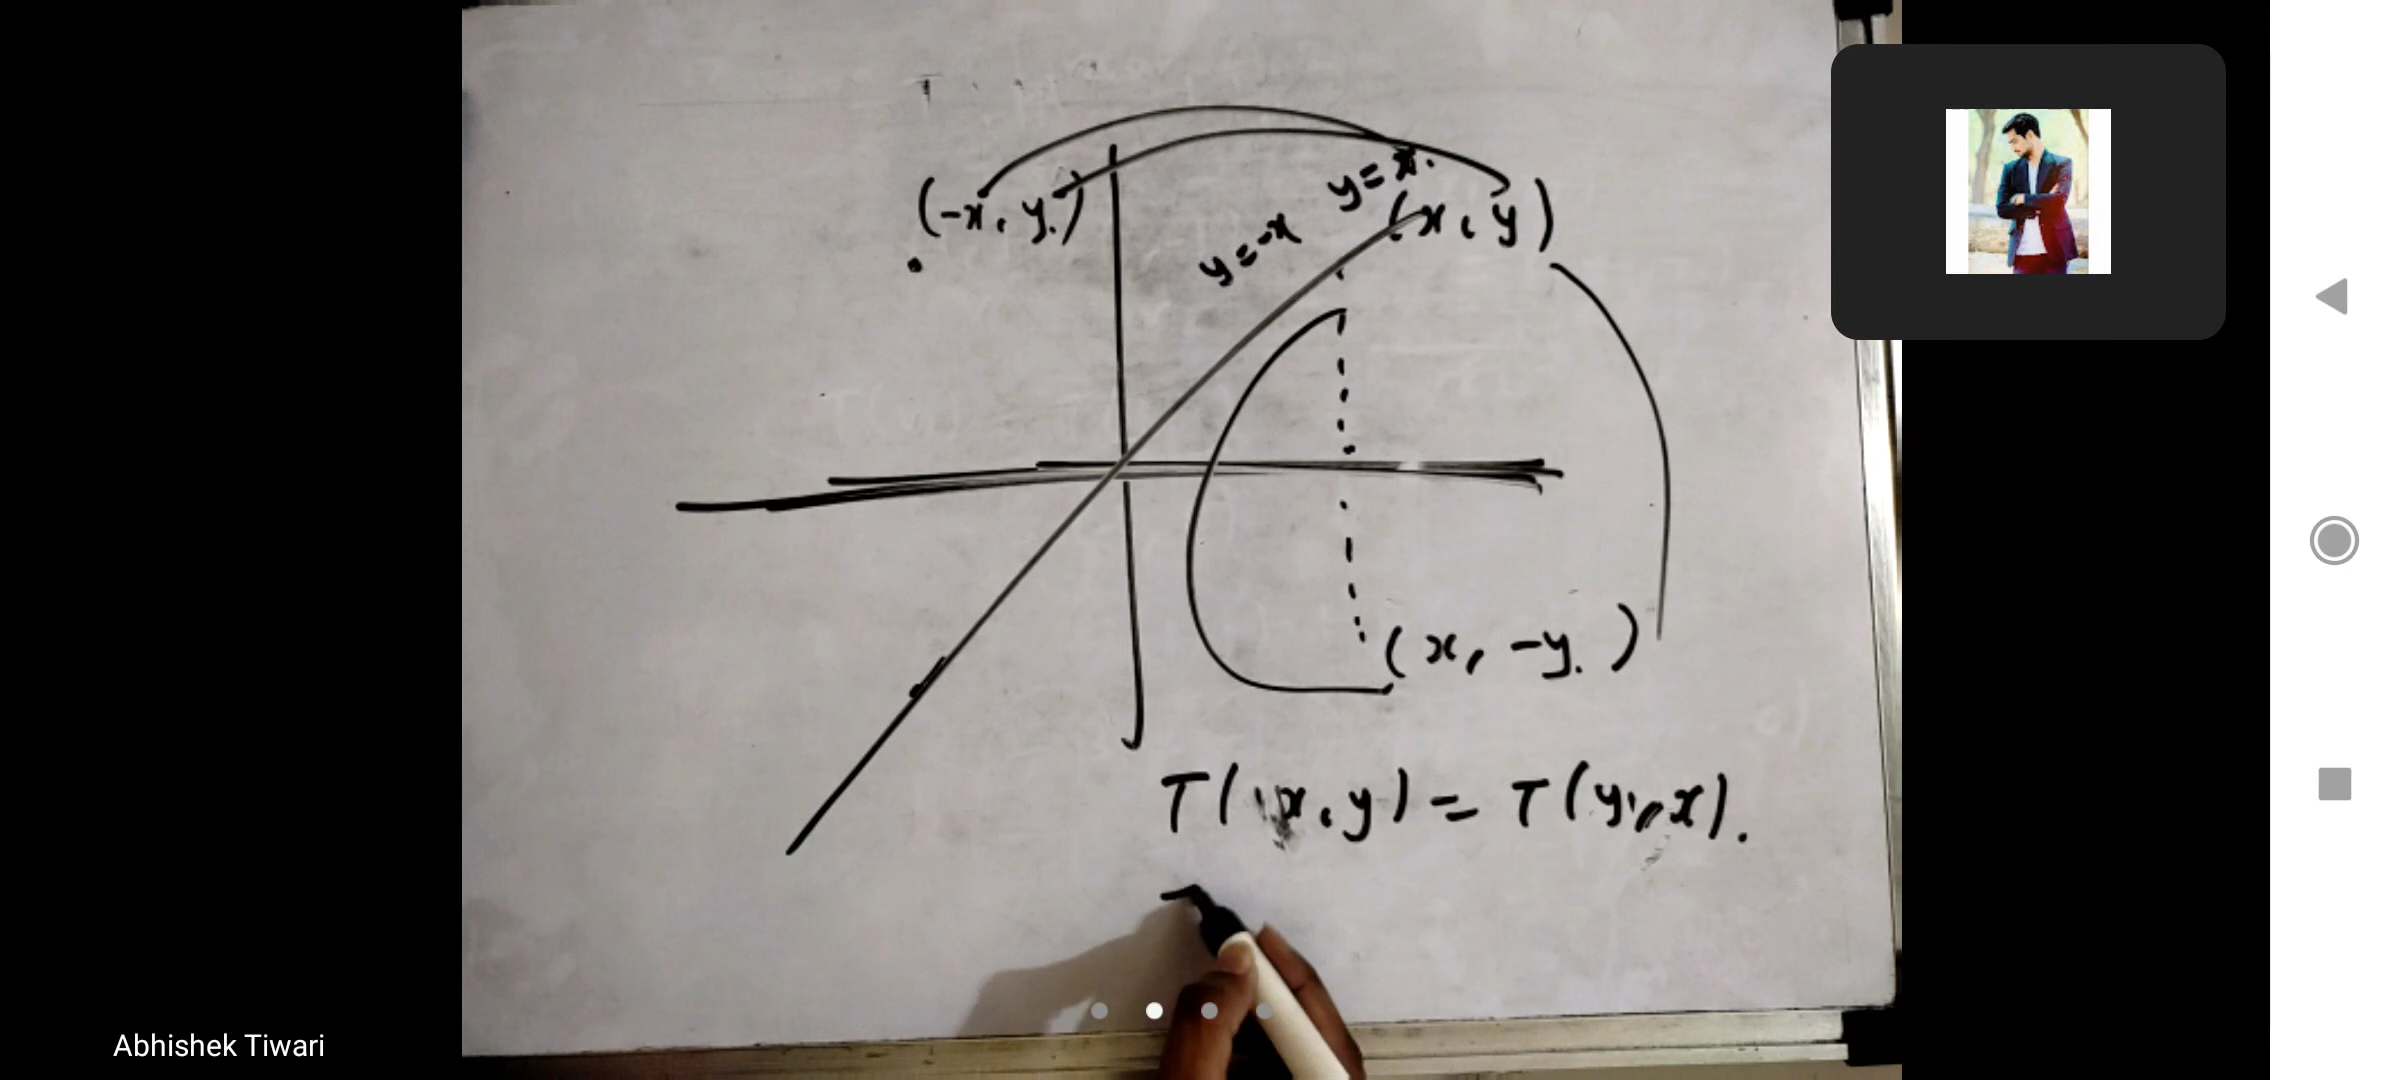 y = x.
(-x, y.)
(x, y)
y = -x
(x, -y.)
T(x, y) = T(y, x).
Abhishek Tiwari